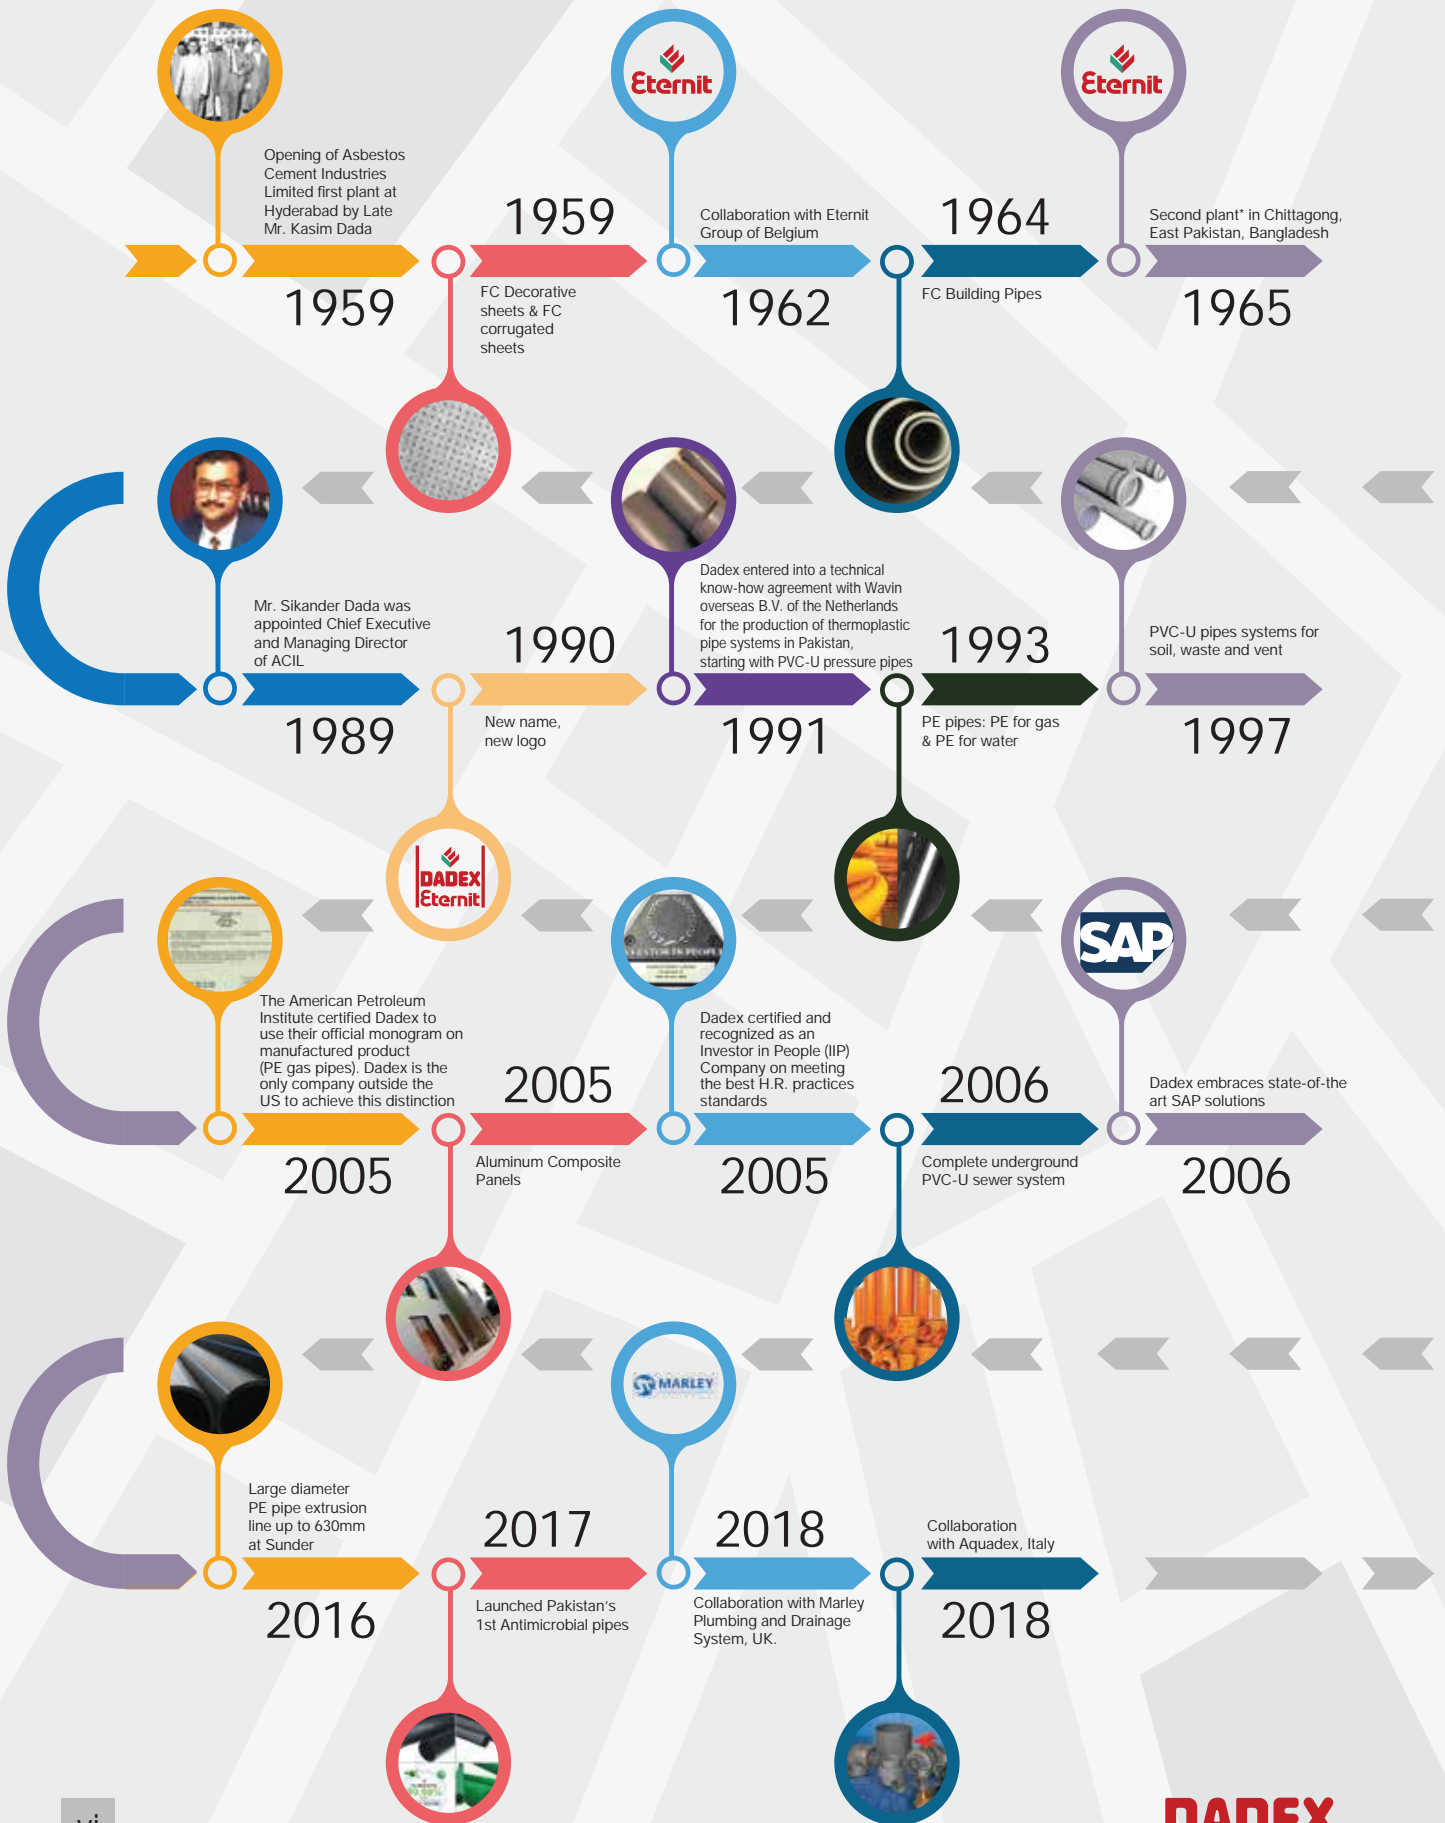 Eternit
Eternit
Opening of Asbestos
Cement Industries
Limited first plant at
Hyderabad by Late
Mr. Kasim Dada
1959
1959
FC Decorative
sheets & FC
corrugated
sheets
Collaboration with Eternit
Group of Belgium
1962
1964
FC Building Pipes
Second plant* in Chittagong,
East Pakistan, Bangladesh
1965
Mr. Sikander Dada was
appointed Chief Executive
and Managing Director
of ACIL
1989
1990
New name,
new logo
DADEX
Eternit
Dadex entered into a technical
know-how agreement with Wavin
overseas B.V. of the Netherlands
for the production of thermoplastic
pipe systems in Pakistan,
starting with PVC-U pressure pipes
1991
1993
PE pipes: PE for gas
& PE for water
PVC-U pipes systems for
soil, waste and vent
1997
The American Petroleum
Institute certified Dadex to
use their official monogram on
manufactured product
(PE gas pipes). Dadex is the
only company outside the
US to achieve this distinction
2005
2005
Aluminum Composite
Panels
Dadex certified and
recognized as an
Investor in People (IIP)
Company on meeting
the best H.R. practices
standards
2005
2006
Complete underground
PVC-U sewer system
SAP
Dadex embraces state-of-the
art SAP solutions
2006
Large diameter
PE pipe extrusion
line up to 630mm
at Sunder
2016
2017
Launched Pakistan's
1st Antimicrobial pipes
MARLEY
2018
Collaboration with Marley
Plumbing and Drainage
System, UK.
Collaboration
with Aquadex, Italy
2018
vi
DADEX